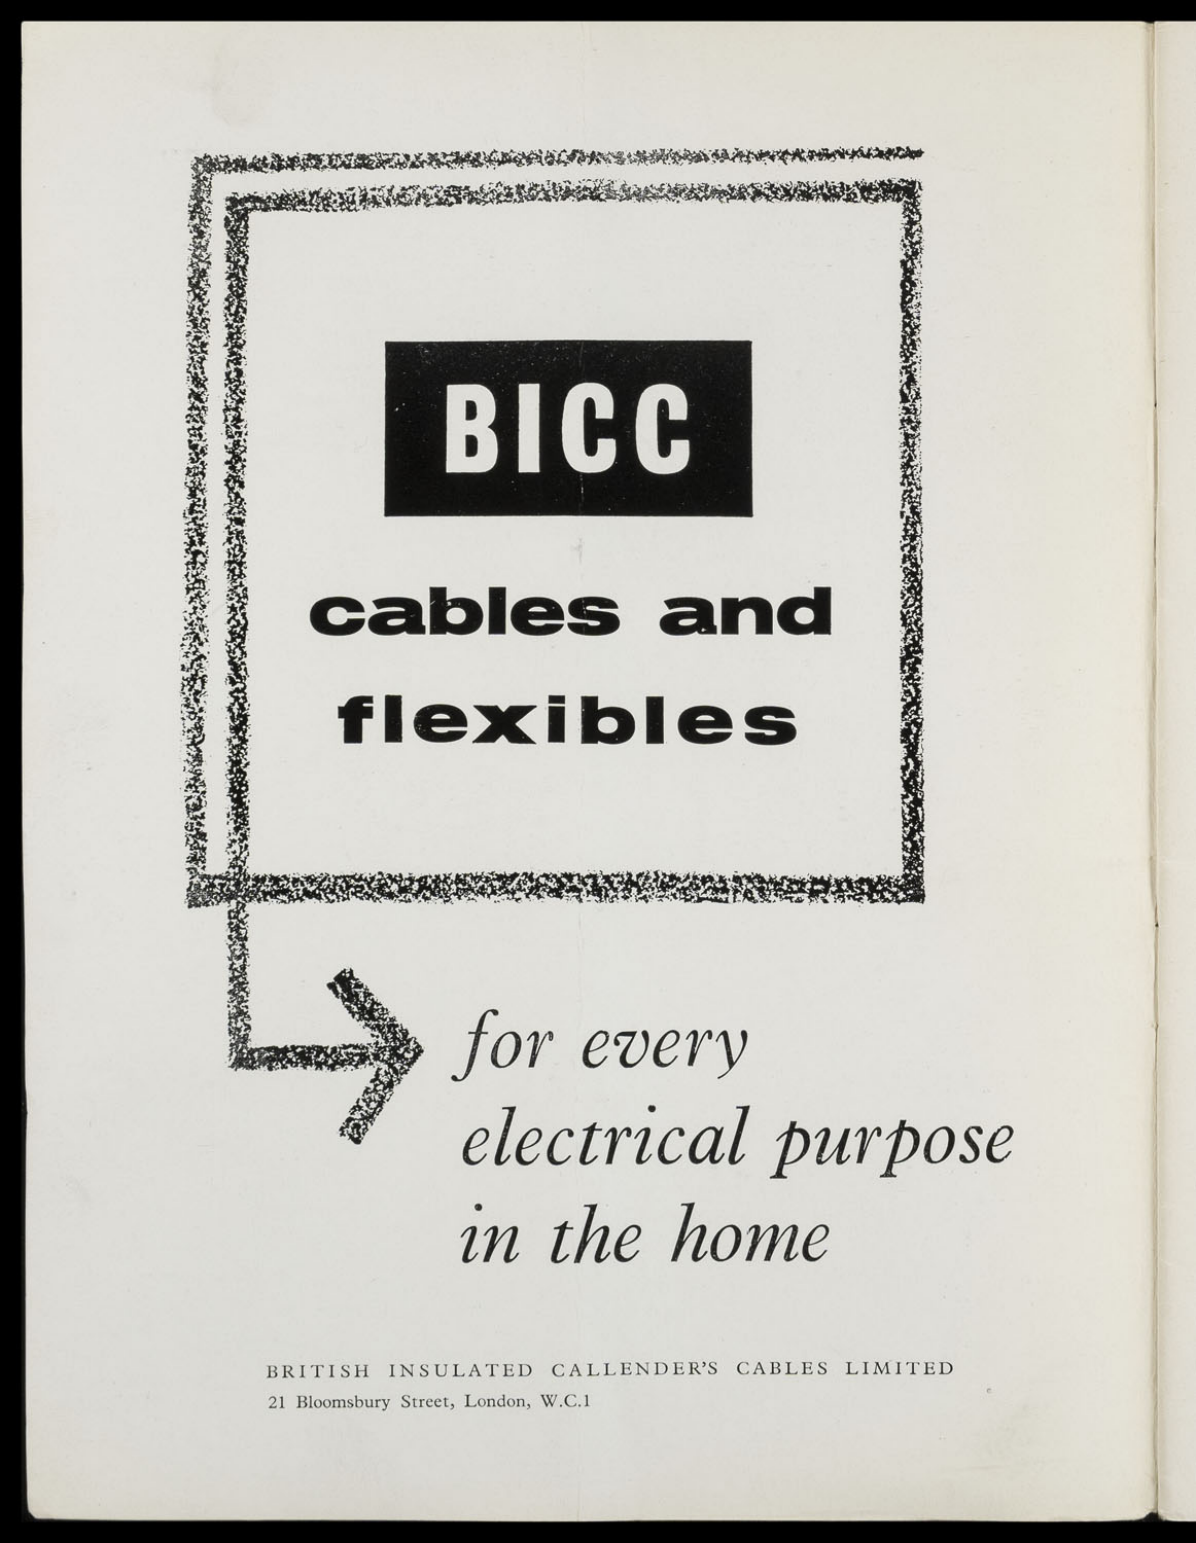 BICC
cables and
flexibles
for every
electrical purpose
in the home
BRITISH INSULATED CALLENDER'S CABLES LIMITED
21 Bloomsbury Street, London, W.C.1